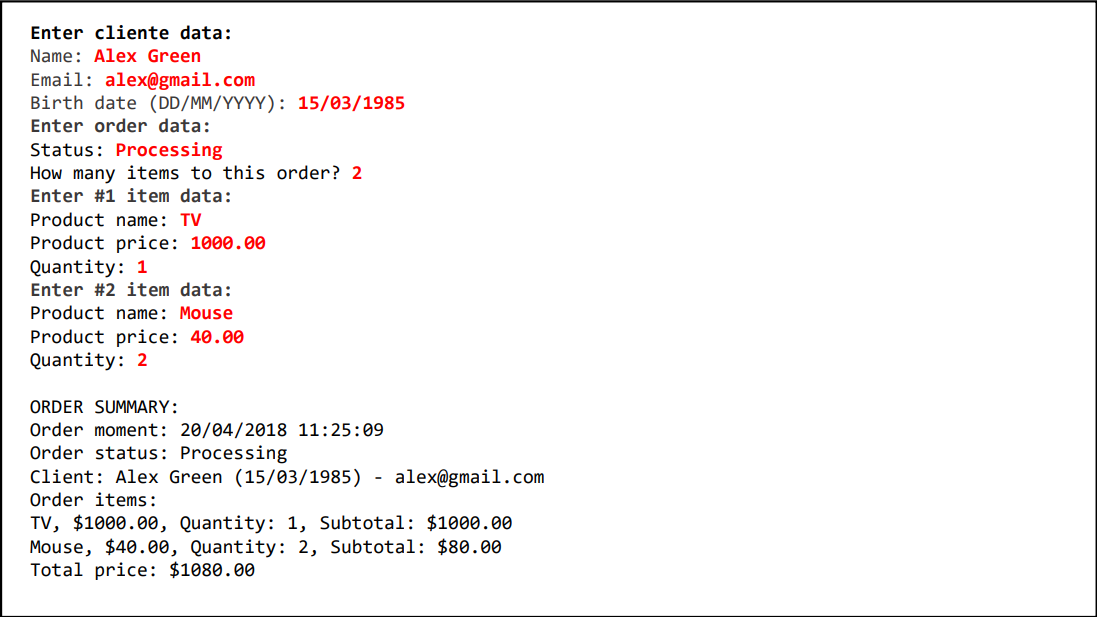 Enter cliente data:
Name: Alex Green
Email: alex@gmail.com
Birth date (DD/MM/YYYY): 15/03/1985
Enter order data:
Status: Processing
How many items to this order? 2
Enter #1 item data:
Product name: TV
Product price: 1000.00
Quantity: 1
Enter #2 item data:
Product name: Mouse
Product price: 40.00
Quantity: 2

ORDER SUMMARY:
Order moment: 20/04/2018 11:25:09
Order status: Processing
Client: Alex Green (15/03/1985) - alex@gmail.com
Order items:
TV, $1000.00, Quantity: 1, Subtotal: $1000.00
Mouse, $40.00, Quantity: 2, Subtotal: $80.00
Total price: $1080.00